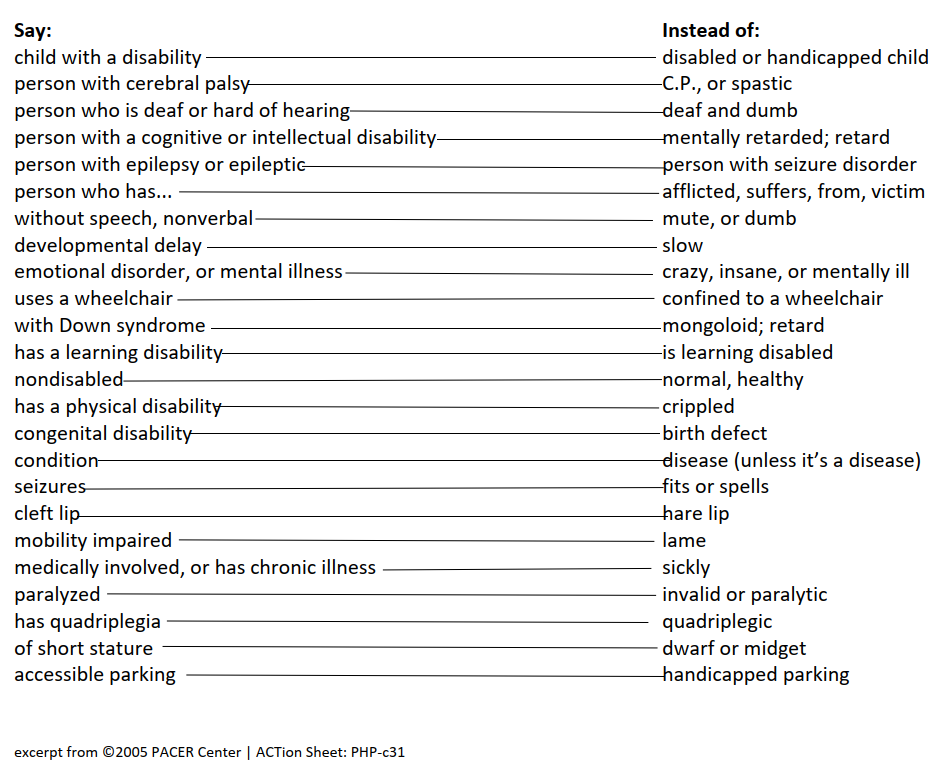 Say: Instead of:
child with a disability disabled or handicapped child
person with cerebral palsy C.P., or spastic
person who is deaf or hard of hearing deaf and dumb
person with a cognitive or intellectual disability mentally retarded; retard
person with epilepsy or epileptic person with seizure disorder
person who has... afflicted, suffers, from, victim
without speech, nonverbal mute, or dumb
developmental delay slow
emotional disorder, or mental illness crazy, insane, or mentally ill
uses a wheelchair confined to a wheelchair
with Down syndrome mongoloid; retard
has a learning disability is learning disabled
nondisabled normal, healthy
has a physical disability crippled
congenital disability birth defect
condition disease (unless it’s a disease)
seizures fits or spells
cleft lip hare lip
mobility impaired lame
medically involved, or has chronic illness sickly
paralyzed invalid or paralytic
has quadriplegia quadriplegic
of short stature dwarf or midget
accessible parking handicapped parking
excerpt from ©2005 PACER Center | ACTion Sheet: PHP-c31